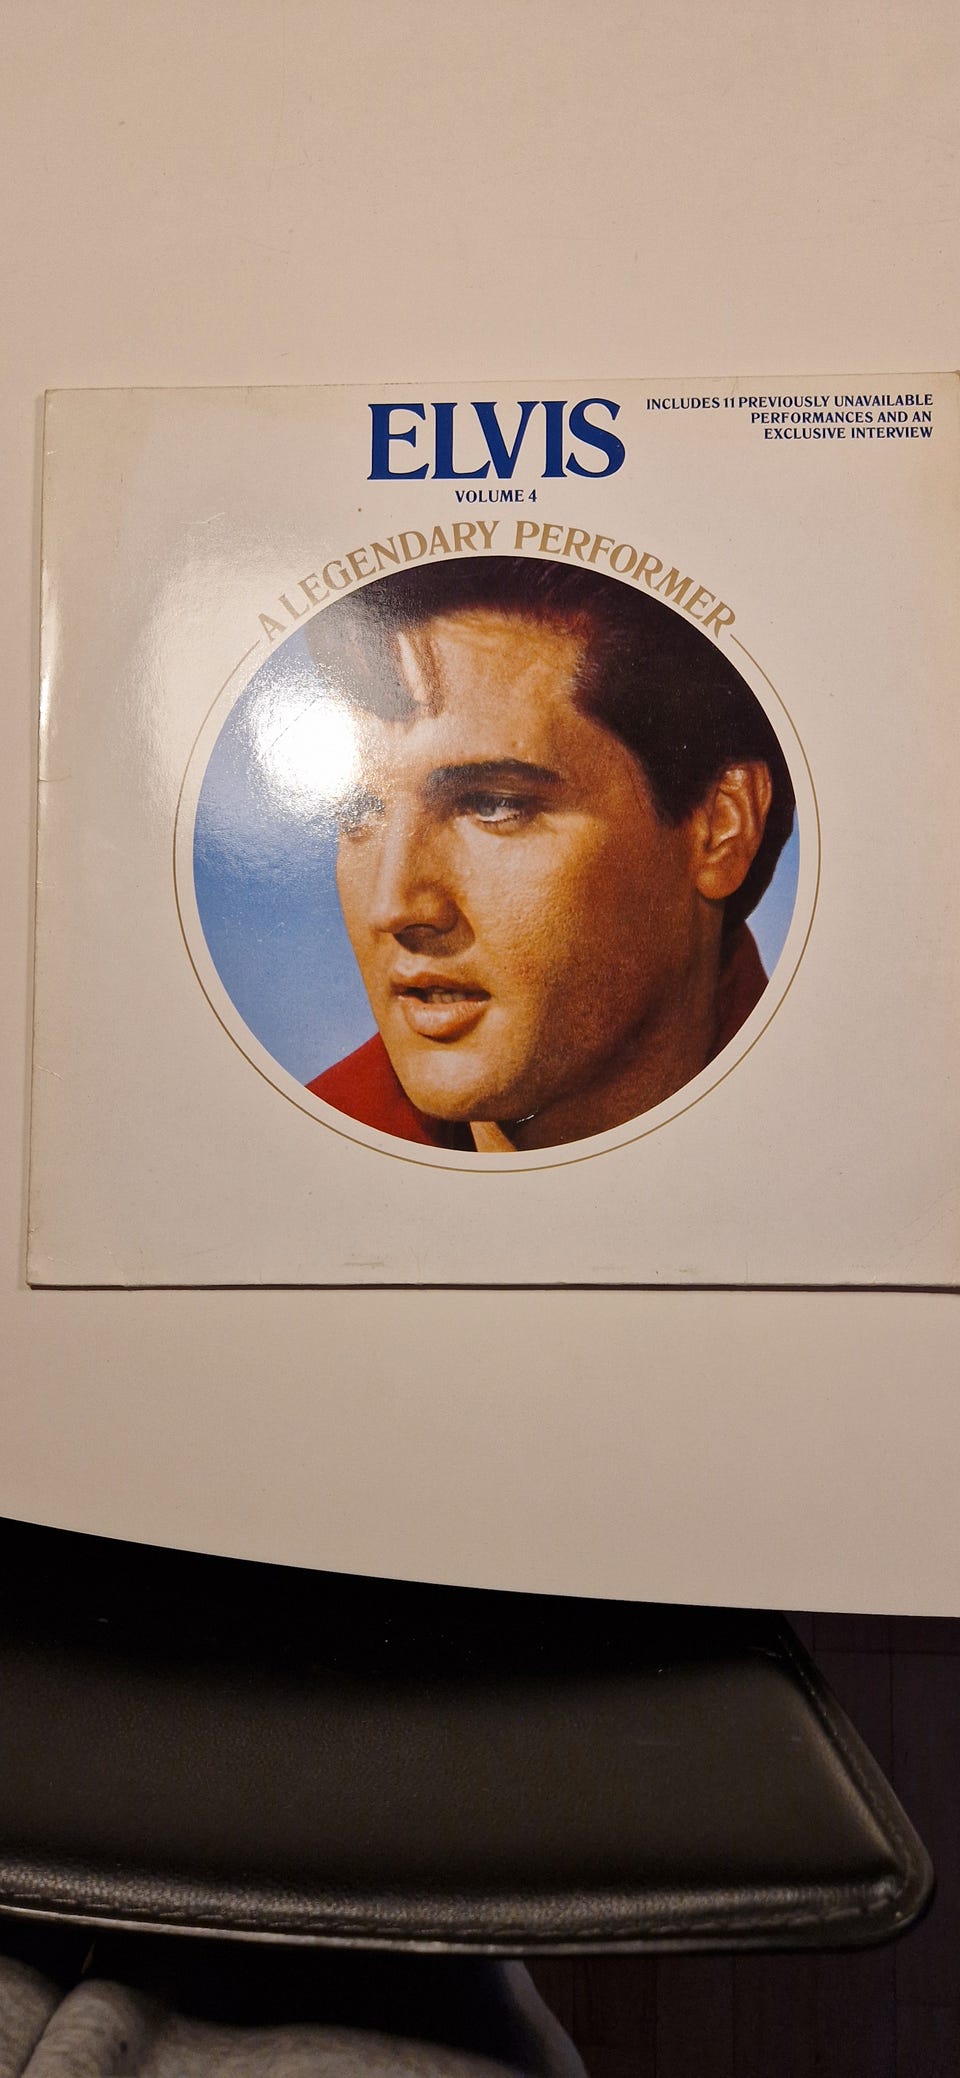 ELVIS
VOLUME 4
INCLUDES 11 PREVIOUSLY UNAVAILABLE
PERFORMANCES AND AN
EXCLUSIVE INTERVIEW
A LEGENDARY PERFORMER